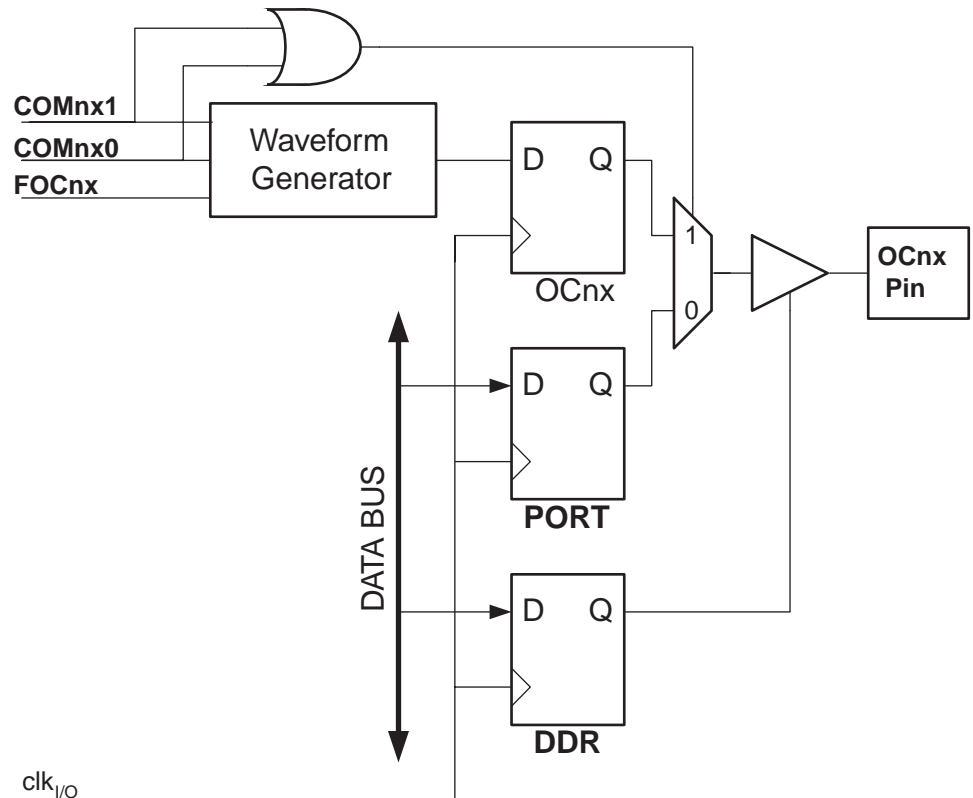 COMnx1
COMnx0
FOCnx
Waveform
Generator
D Q
OCnx
1
0
OCnx
Pin
D Q
PORT
DATA BUS
D Q
DDR
clkI/O